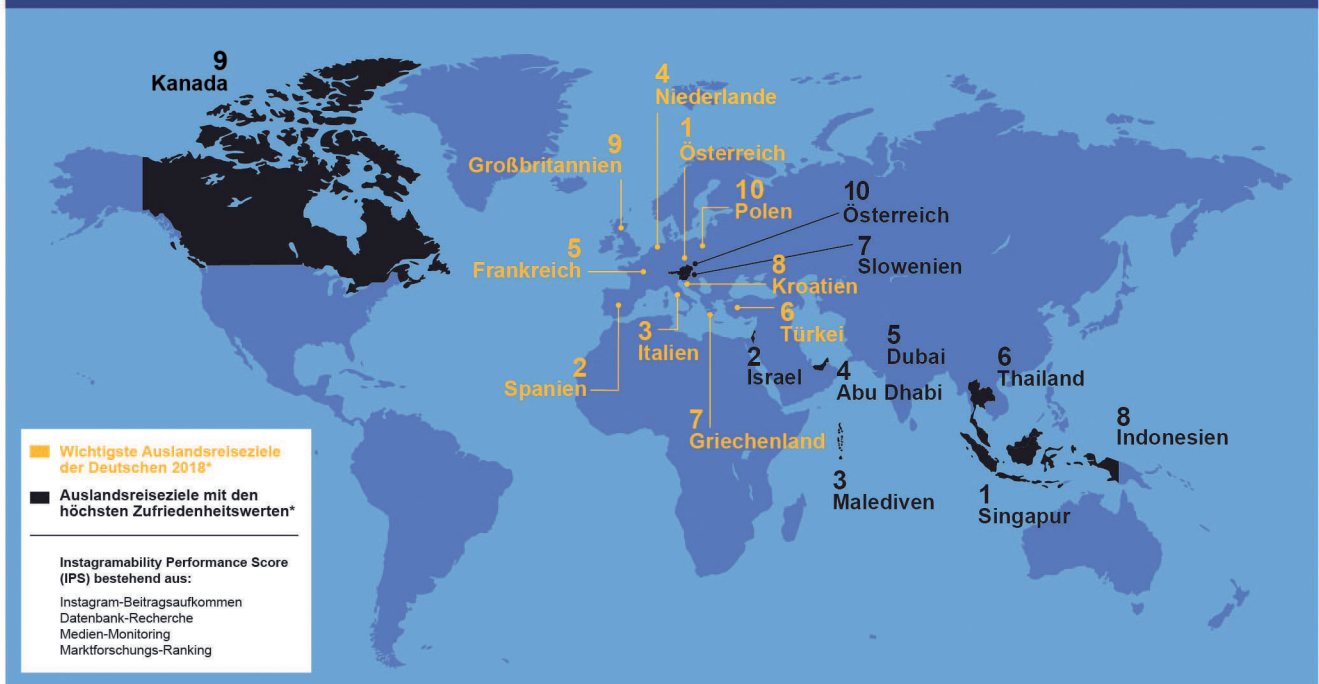 9
Kanada
4
Niederlande
1
Österreich
9
Großbritannien
10
Polen
10
Österreich
5
Frankreich
7
Slowenien
8
Kroatien
6
Türkei
3
Italien
2
Spanien
7
Griechenland
2
Israel
4
Abu Dhabi
5
Dubai
6
Thailand
8
Indonesien
3
Malediven
1
Singapur
Wichtigste Auslandsreiseziele
der Deutschen 2018*
Auslandsreiseziele mit den
höchsten Zufriedenheitswerten*
Instagramability Performance Score
(IPS) bestehend aus:
Instagram-Beitragsaufkommen
Datenbank-Recherche
Medien-Monitoring
Marktforschungs-Ranking